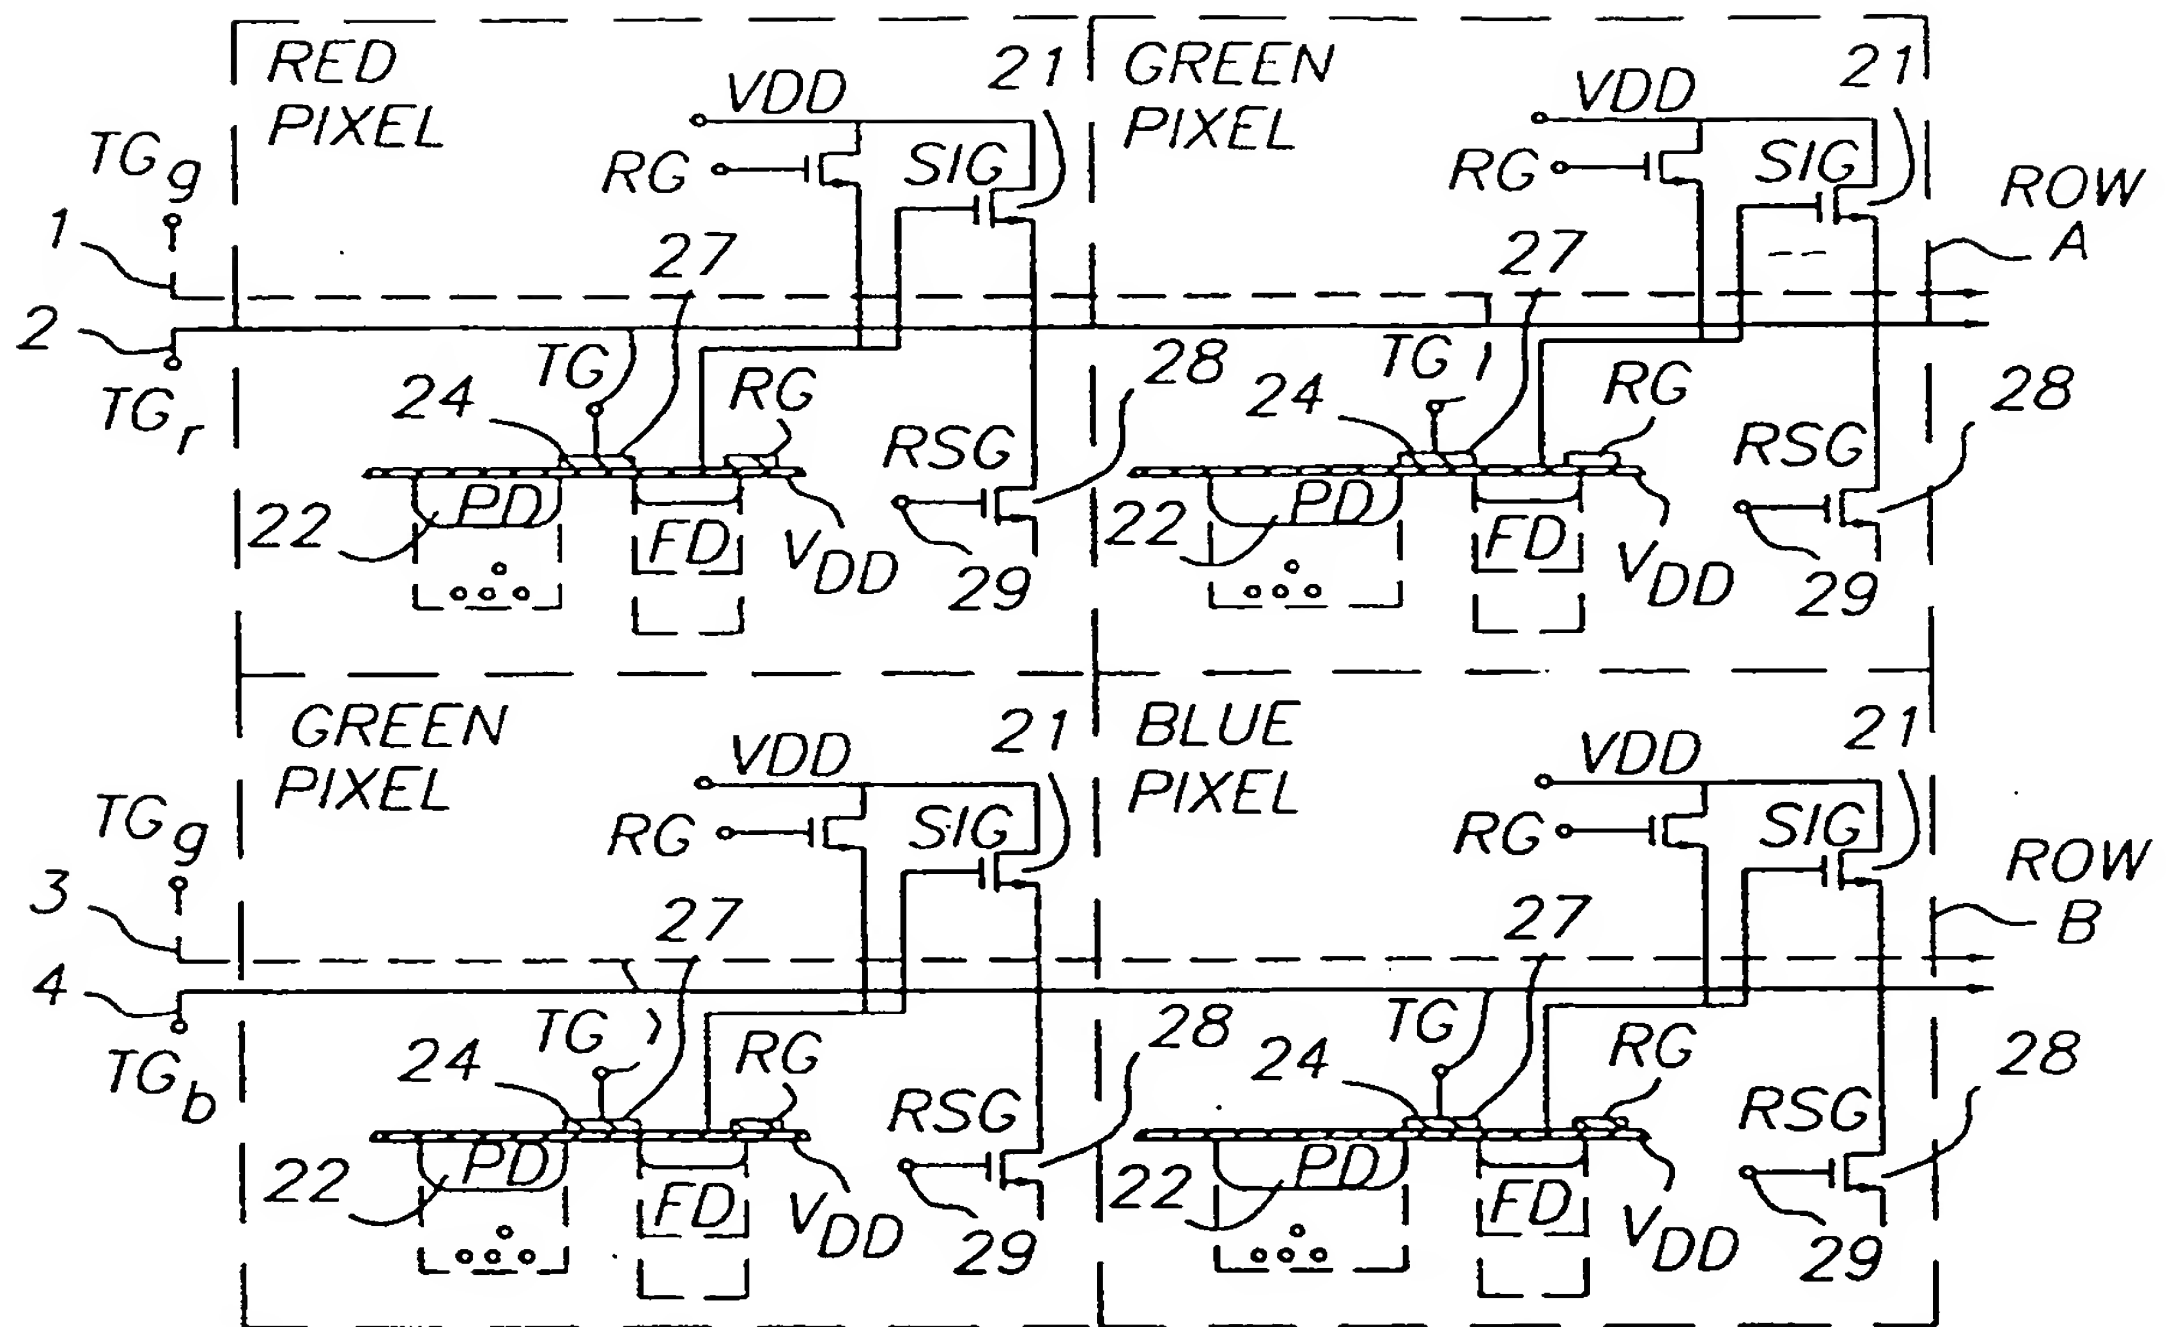 RED PIXEL
VDD
21
RG
SIG
27
TG
24
RG
28
RSG
22
PD
FD
VDD
29
GREEN PIXEL
VDD
21
RG
SIG
27
TG
24
RG
28
RSG
22
PD
FD
VDD
29
TGg
1
2
TGr
ROW A
GREEN PIXEL
VDD
21
RG
SIG
27
TG
24
RG
28
RSG
22
PD
FD
VDD
29
BLUE PIXEL
VDD
21
RG
SIG
27
TG
24
RG
28
RSG
22
PD
FD
VDD
29
TGg
3
4
TGb
ROW B